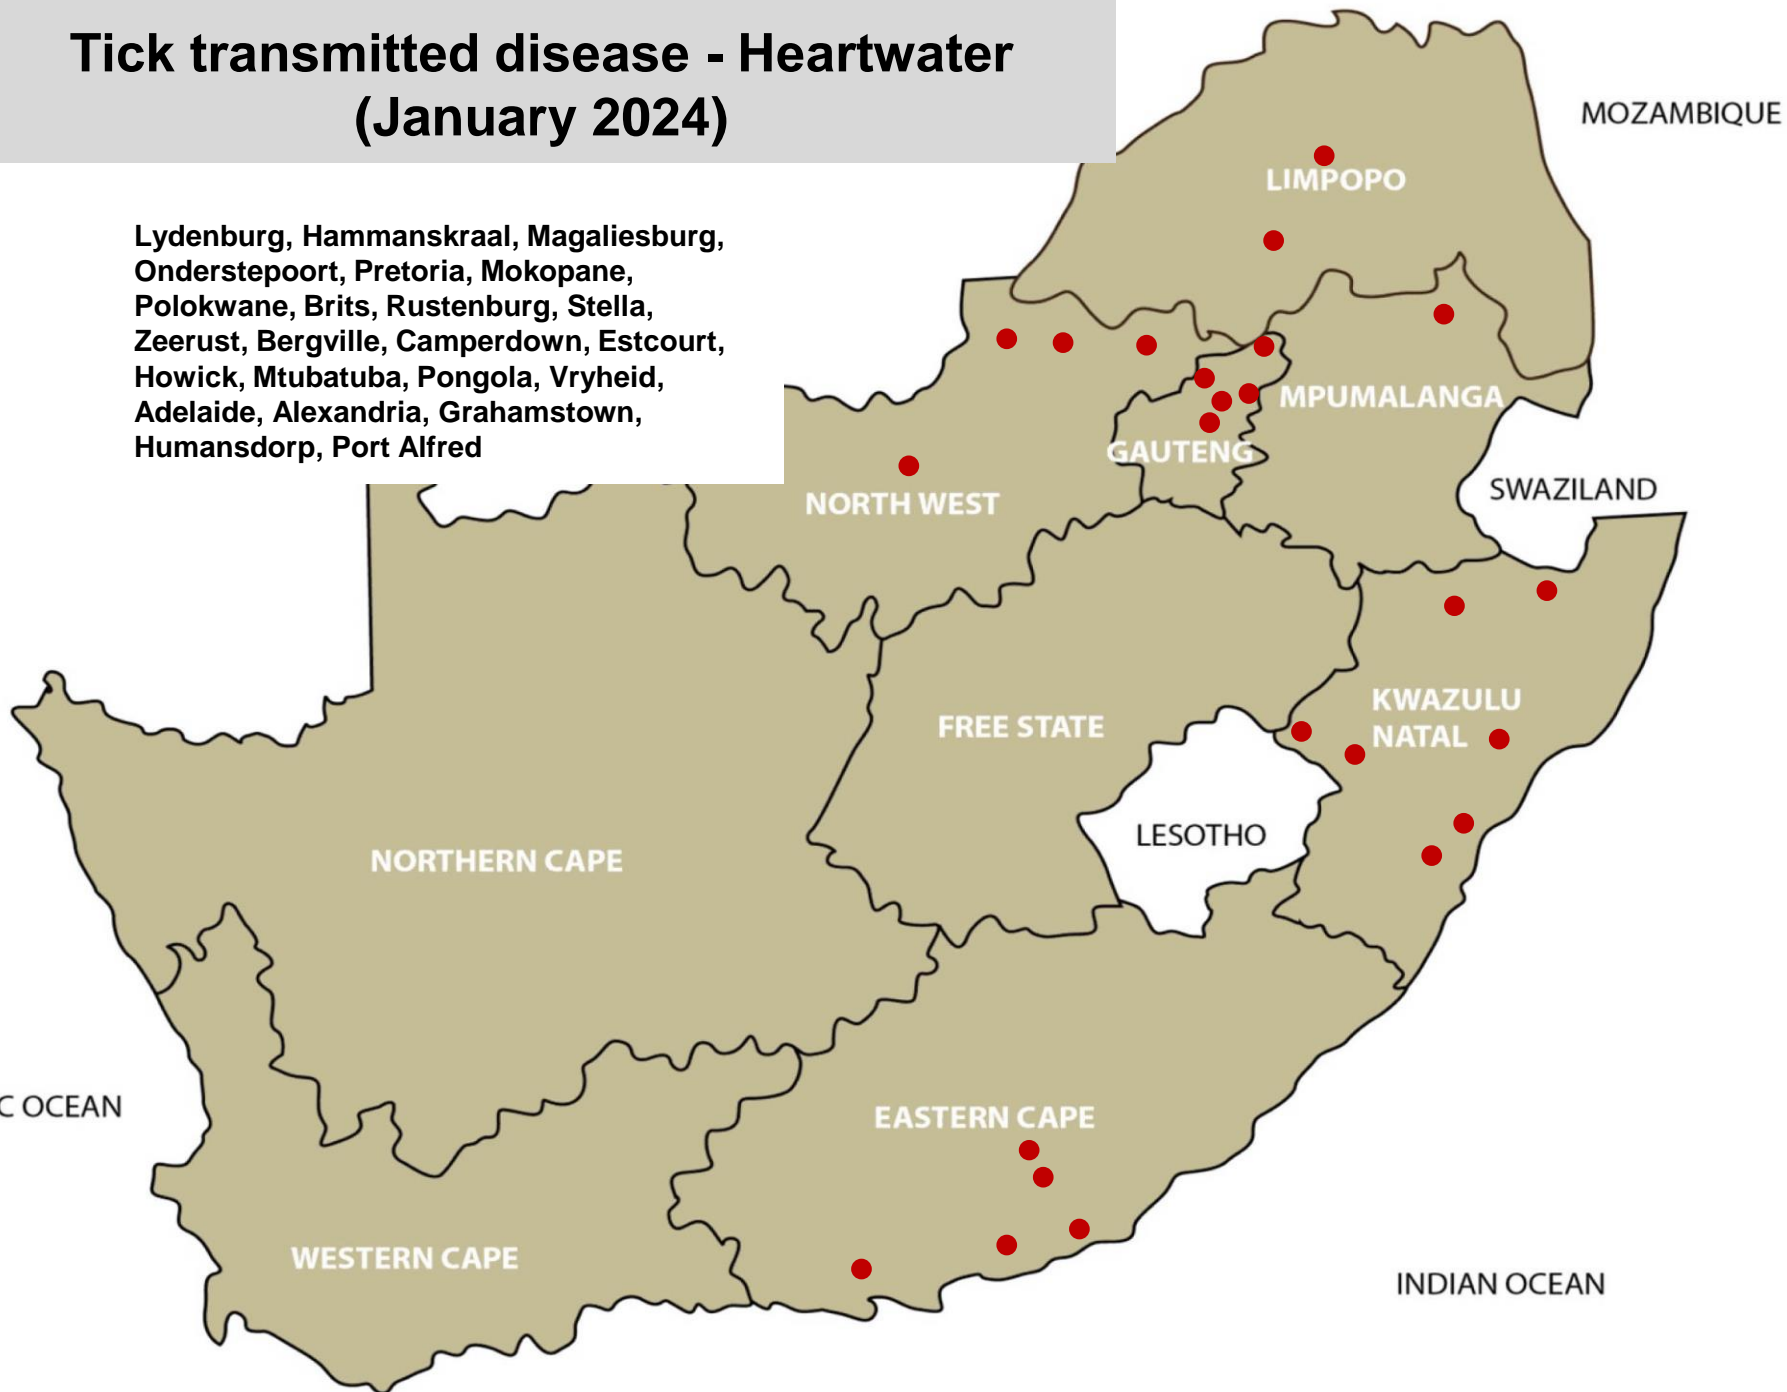 Tick transmitted disease - Heartwater
(January 2024)
MOZAMBIQUE
LIMPOPO
Lydenburg, Hammanskraal, Magaliesburg,
Onderstepoort, Pretoria, Mokopane,
Polokwane, Brits, Rustenburg, Stella,
Zeerust, Bergville, Camperdown, Estcourt,
Howick, Mtubatuba, Pongola, Vryheid,
Adelaide, Alexandria, Grahamstown,
Humansdorp, Port Alfred
MPUMALANGA
GAUTENG
NORTH WEST
SWAZILAND
KWAZULU
NATAL
FREE STATE
LESOTHO
NORTHERN CAPE
C OCEAN
EASTERN CAPE
WESTERN CAPE
INDIAN OCEAN